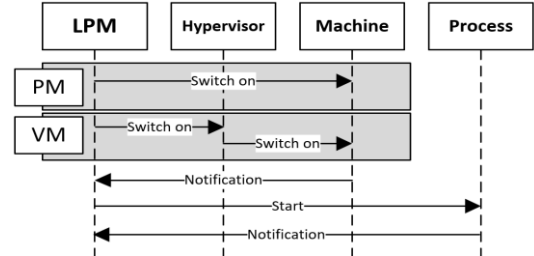 LPM Hypervisor Machine Process
PM Switch on
VM Switch on
Switch on
Notification
Start
Notification